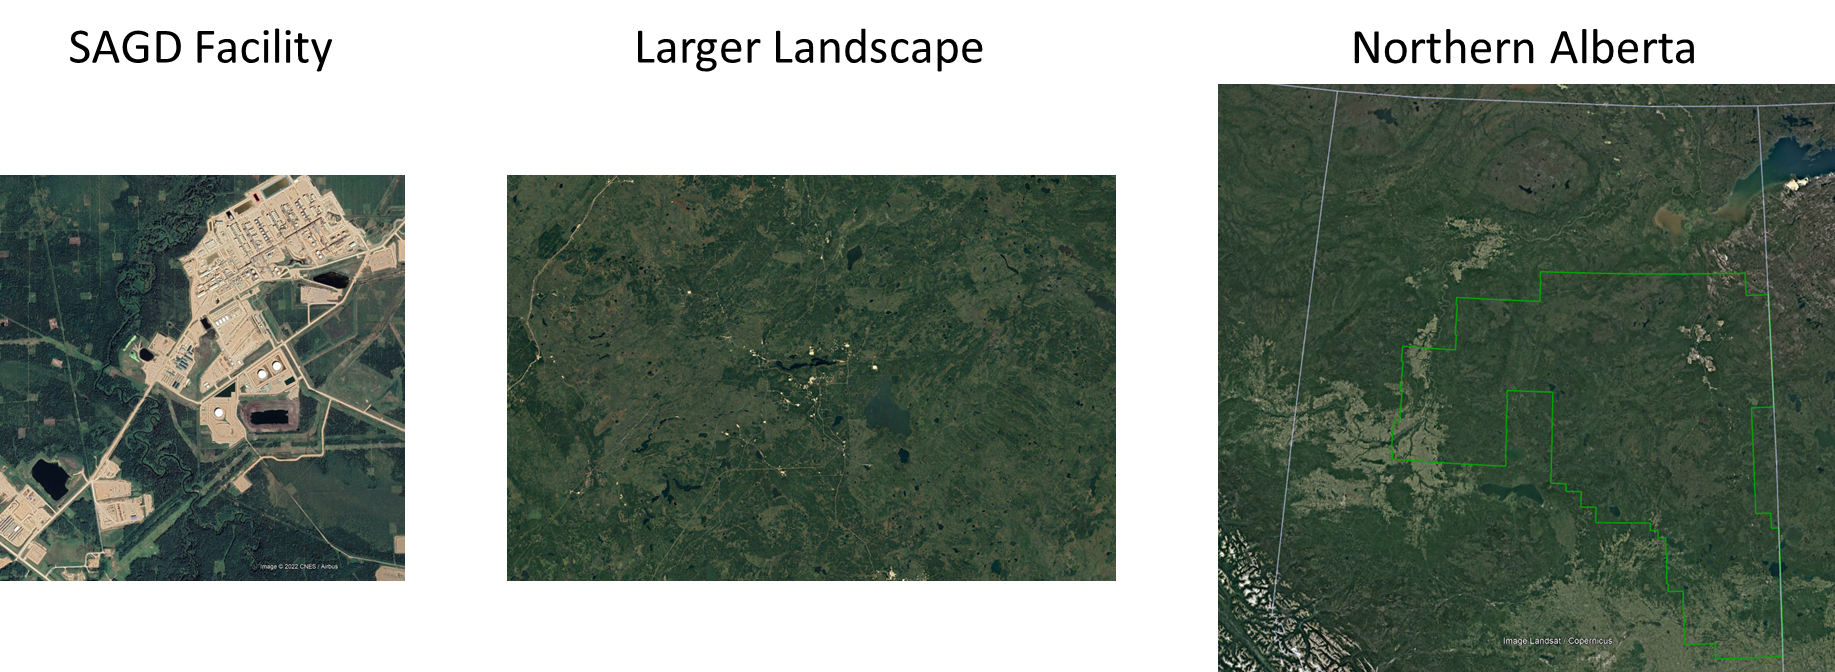 SAGD Facility
Larger Landscape
Northern Alberta
Image © 2022 CNES / Airbus
Image Landsat / Copernicus